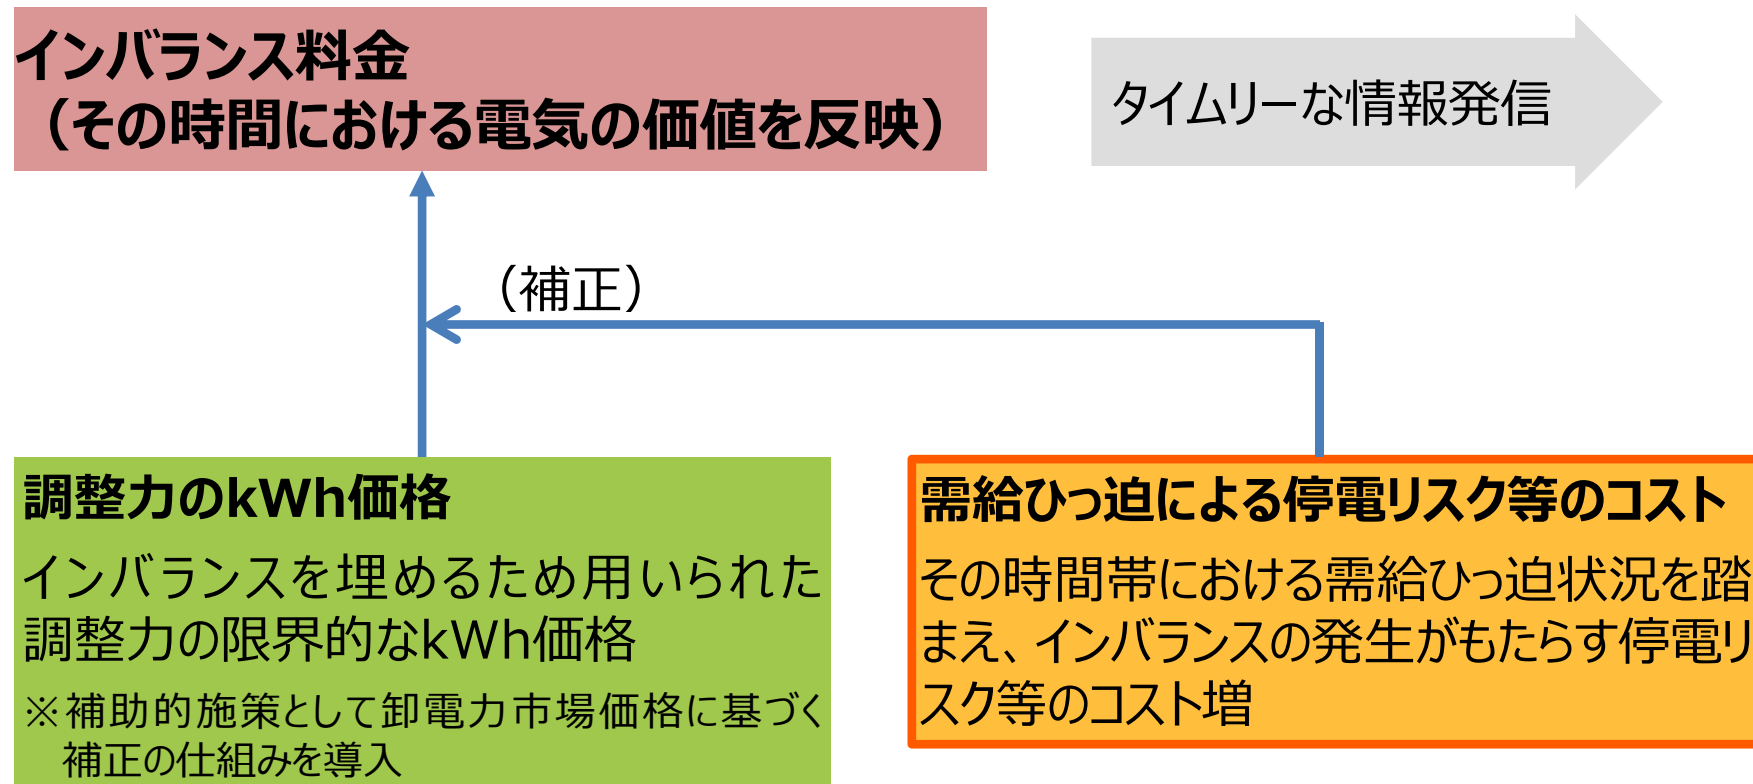 インバランス料金
（その時間における電気の価値を反映）
タイムリーな情報発信
（補正）
調整力のkWh価格
インバランスを埋めるため用いられた
調整力の限界的なkWh価格
※補助的施策として卸電力市場価格に基づく
補正の仕組みを導入
需給ひっ迫による停電リスク等のコスト
その時間帯における需給ひっ迫状況を踏
まえ、インバランスの発生がもたらす停電リ
スク等のコスト増